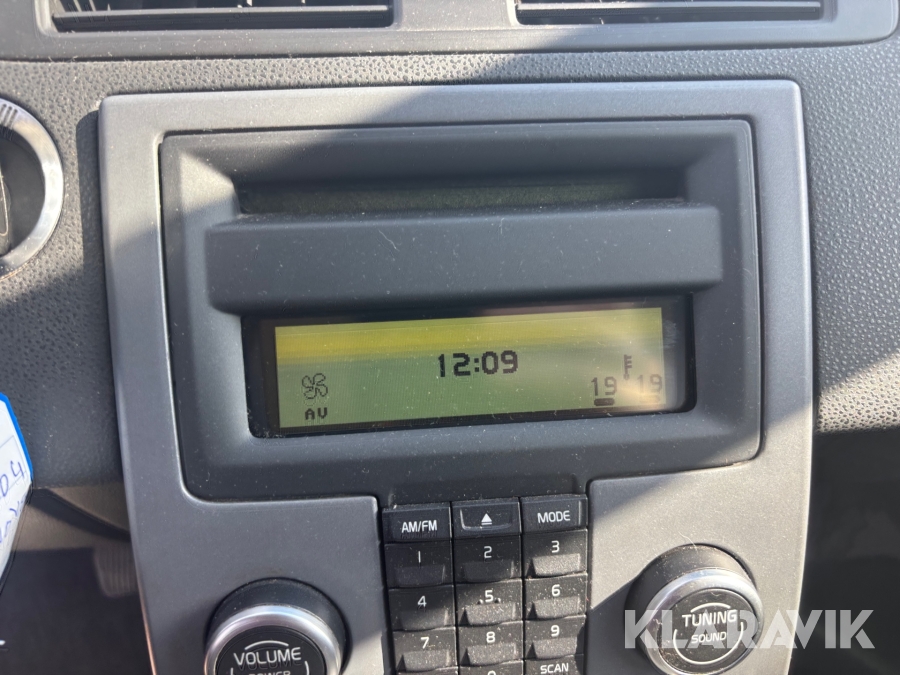 12:09
19 19
AV
AM/FM MODE
1 2 3
4 5 6
7 8 9
SCAN
VOLUME
TUNING
SOUND
KLARAVIK